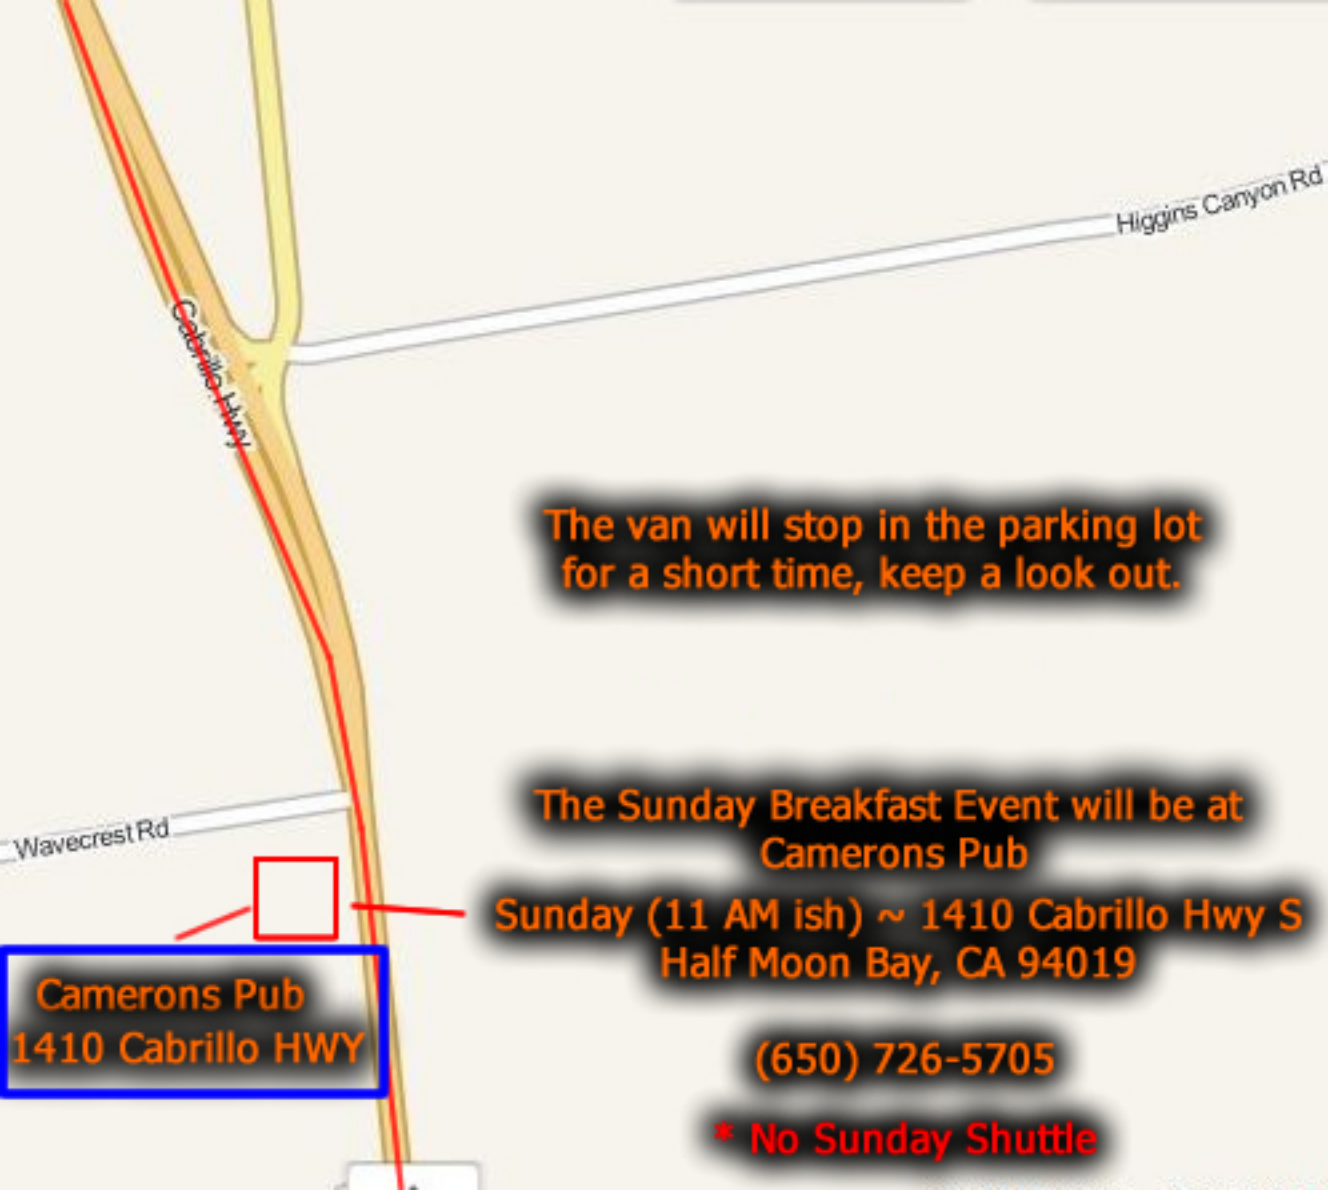 Higgins Canyon Rd
Cabrillo Hwy
The van will stop in the parking lot
for a short time, keep a look out.
The Sunday Breakfast Event will be at
Camerons Pub
Wavecrest Rd
Sunday (11 AM ish) ~ 1410 Cabrillo Hwy S
Half Moon Bay, CA 94019
Camerons Pub
1410 Cabrillo HWY
(650) 726-5705
* No Sunday Shuttle